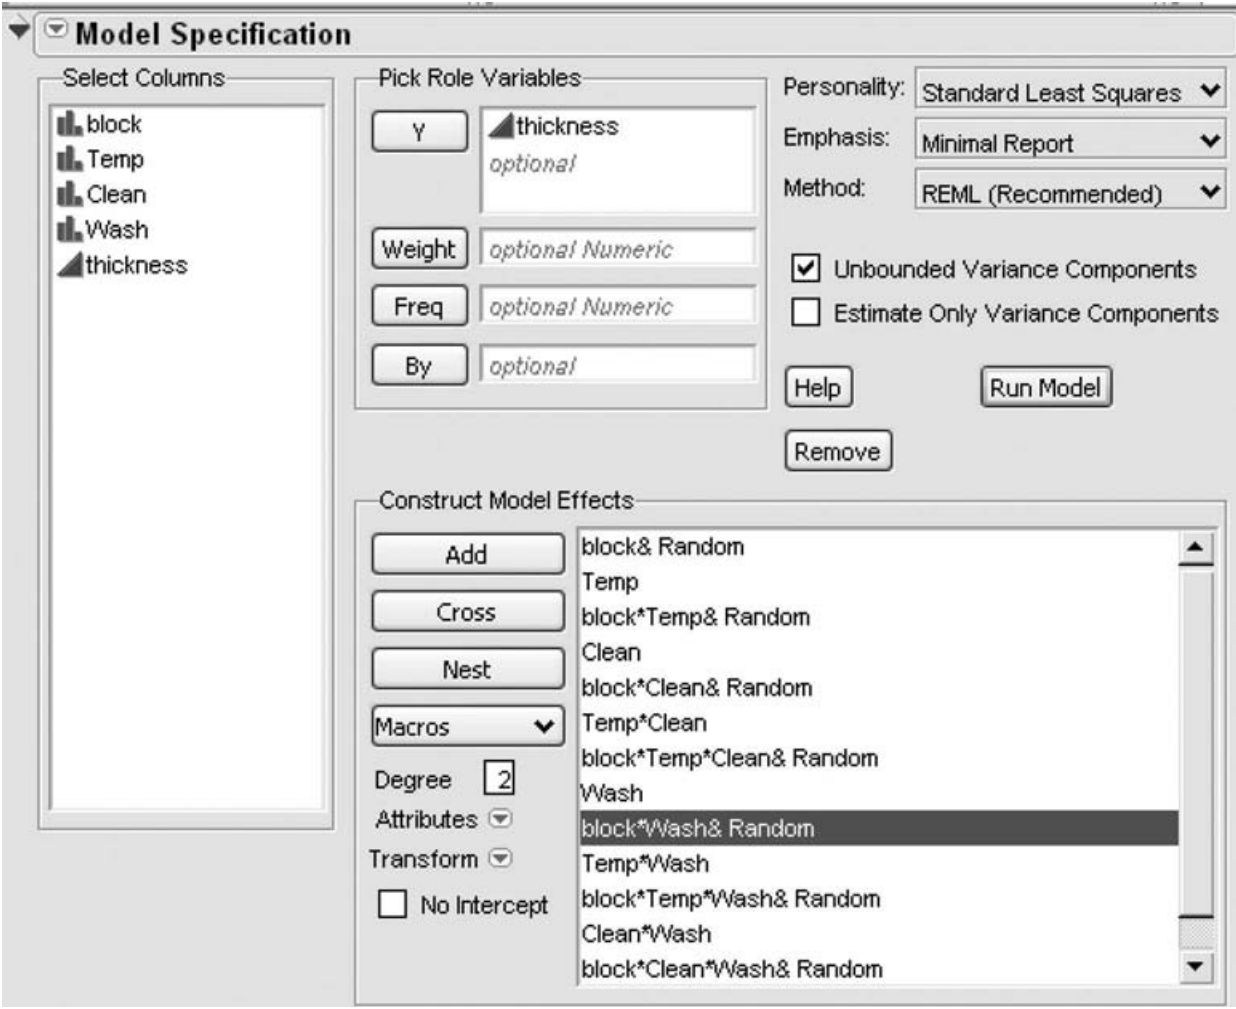 Model Specification
Select Columns
block
Temp
Clean
Wash
thickness
Pick Role Variables
Y
thickness
optional
Weight
optional Numeric
Freq
optional Numeric
By
optional
Personality:
Standard Least Squares
Emphasis:
Minimal Report
Method:
REML (Recommended)
Unbounded Variance Components
Estimate Only Variance Components
Help
Run Model
Remove
Construct Model Effects
Add
Cross
Nest
Macros
Degree 2
Attributes
Transform
No Intercept
block& Random
Temp
block*Temp& Random
Clean
block*Clean& Random
Temp*Clean
block*Temp*Clean& Random
Wash
block*Wash& Random
Temp*Wash
block*Temp*Wash& Random
Clean*Wash
block*Clean*Wash& Random